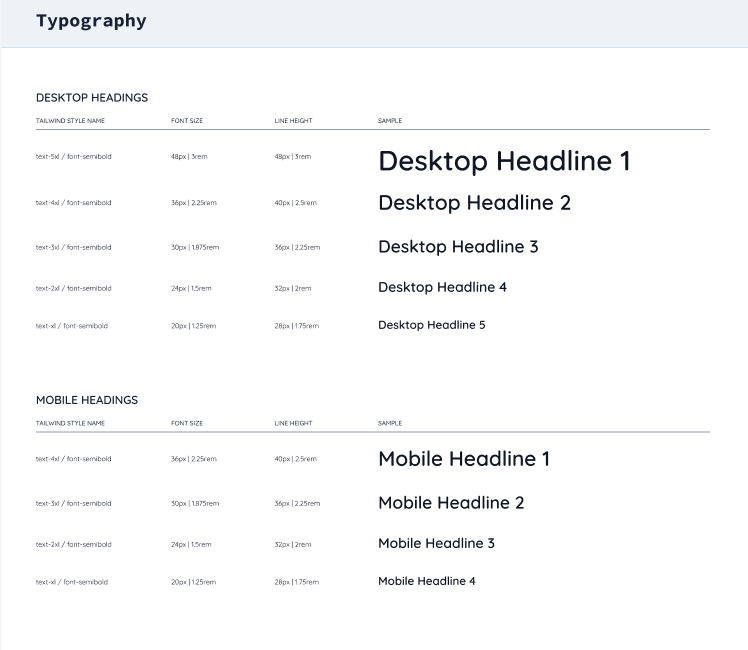 Typography
DESKTOP HEADINGS
TAILWIND STYLE NAME FONT SIZE LINE HEIGHT SAMPLE
text-5xl / font-semibold 48px | 3rem 48px | 3rem Desktop Headline 1
text-4xl / font-semibold 36px | 2.25rem 40px | 2.5rem Desktop Headline 2
text-3xl / font-semibold 30px | 1.875rem 36px | 2.25rem Desktop Headline 3
text-2xl / font-semibold 24px | 1.5rem 32px | 2rem Desktop Headline 4
text-xl / font-semibold 20px | 1.25rem 28px | 1.75rem Desktop Headline 5
MOBILE HEADINGS
TAILWIND STYLE NAME FONT SIZE LINE HEIGHT SAMPLE
text-4xl / font-semibold 36px | 2.25rem 40px | 2.5rem Mobile Headline 1
text-3xl / font-semibold 30px | 1.875rem 36px | 2.25rem Mobile Headline 2
text-2xl / font-semibold 24px | 1.5rem 32px | 2rem Mobile Headline 3
text-xl / font-semibold 20px | 1.25rem 28px | 1.75rem Mobile Headline 4